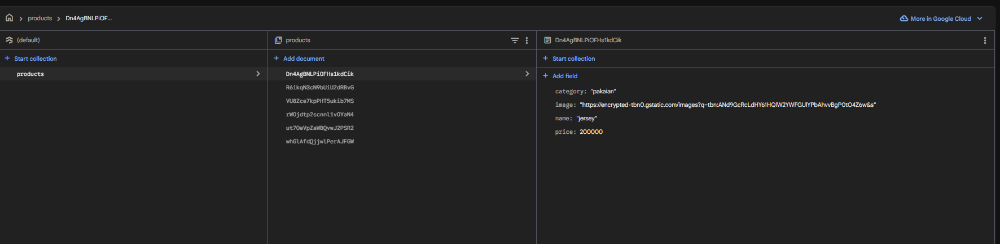 products > Dn4AgBNLPiOF...
More in Google Cloud
(default)
products
Dn4AgBNLPiOFHs1kdCik
+ Start collection
+ Add document
+ Start collection
products
Dn4AgBNLPiOFHs1kdCik
R6ikqN3cN9bUiU2dRBvG
VU8Zce7kpPHT5ukib7MS
rWOjdtp2scnnl1vOYaN4
ut7OeVpZaWBQvwJ2PSR2
whGlAfdQjjwlPerAJFGW
+ Add field
category: "pakaian"
image: "https://encrypted-tbn0.gstatic.com/images?q=tbn:ANd9GcRcLdHY61HQlW2YWFGUlYPbAhvvBgP0tO4Z6w&s"
name: "jersey"
price: 200000